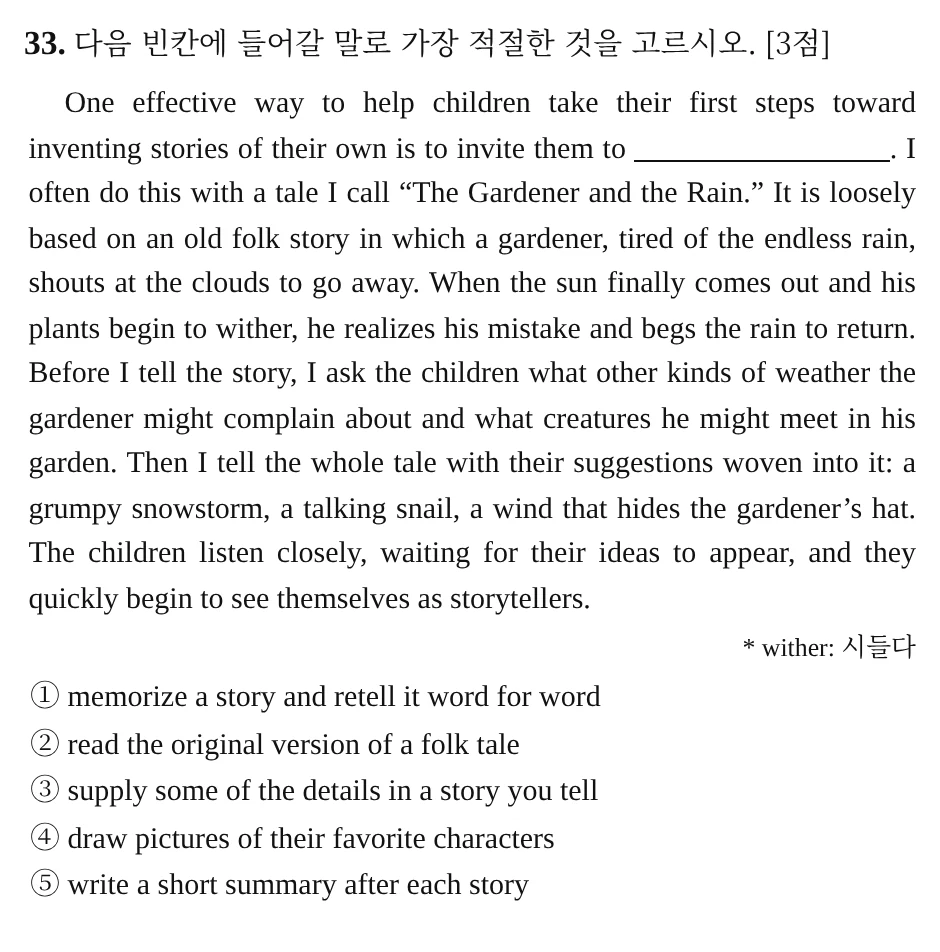 33. 다음 빈칸에 들어갈 말로 가장 적절한 것을 고르시오. [3점]
One effective way to help children take their first steps toward
inventing stories of their own is to invite them to ________________. I
often do this with a tale I call “The Gardener and the Rain.” It is loosely
based on an old folk story in which a gardener, tired of the endless rain,
shouts at the clouds to go away. When the sun finally comes out and his
plants begin to wither, he realizes his mistake and begs the rain to return.
Before I tell the story, I ask the children what other kinds of weather the
gardener might complain about and what creatures he might meet in his
garden. Then I tell the whole tale with their suggestions woven into it: a
grumpy snowstorm, a talking snail, a wind that hides the gardener’s hat.
The children listen closely, waiting for their ideas to appear, and they
quickly begin to see themselves as storytellers.
* wither: 시들다
① memorize a story and retell it word for word
② read the original version of a folk tale
③ supply some of the details in a story you tell
④ draw pictures of their favorite characters
⑤ write a short summary after each story